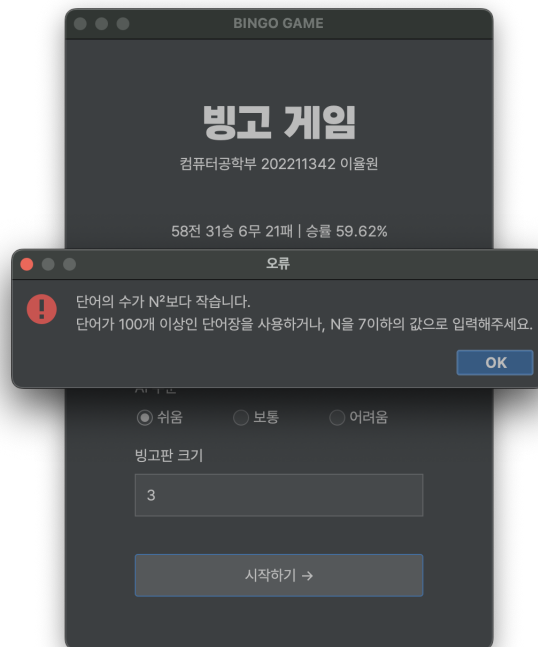 BINGO GAME
빙고 게임
컴퓨터공학부 202211342 이율원
58전 31승 6무 21패 | 승률 59.62%
오류
단어의 수가 N²보다 작습니다.
단어가 100개 이상인 단어장을 사용하거나, N을 7이하의 값으로 입력해주세요.
OK
쉬움 보통 어려움
빙고판 크기
3
시작하기 →